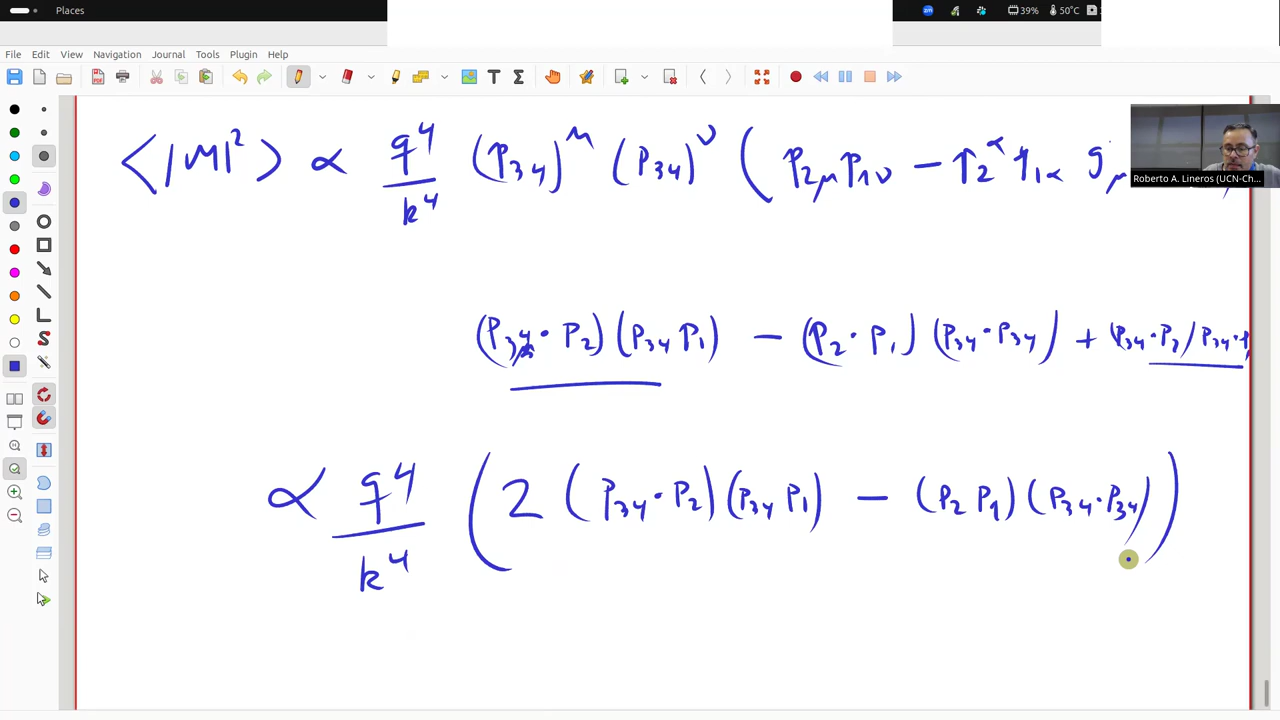 Places
39%
50°C
File Edit View Navigation Journal Tools Plugin Help
⟨|M|²⟩ ∝ q⁴/k⁴ (P₃₄)^μ (P₃₄)^ν ( P₂μ P₁ν − P₂^α P₁α g
Roberto A. Lineros (UCN-Ch...
(P₃₄ · P₂)(P₃₄ P₁) − (P₂ · P₁)(P₃₄ · P₃₄) + (P₃₄ · P₂)(P₃₄ ·
∝ q⁴/k⁴ ( 2 (P₃₄ · P₂)(P₃₄ P₁) − (P₂ P₁)(P₃₄ · P₃₄) )